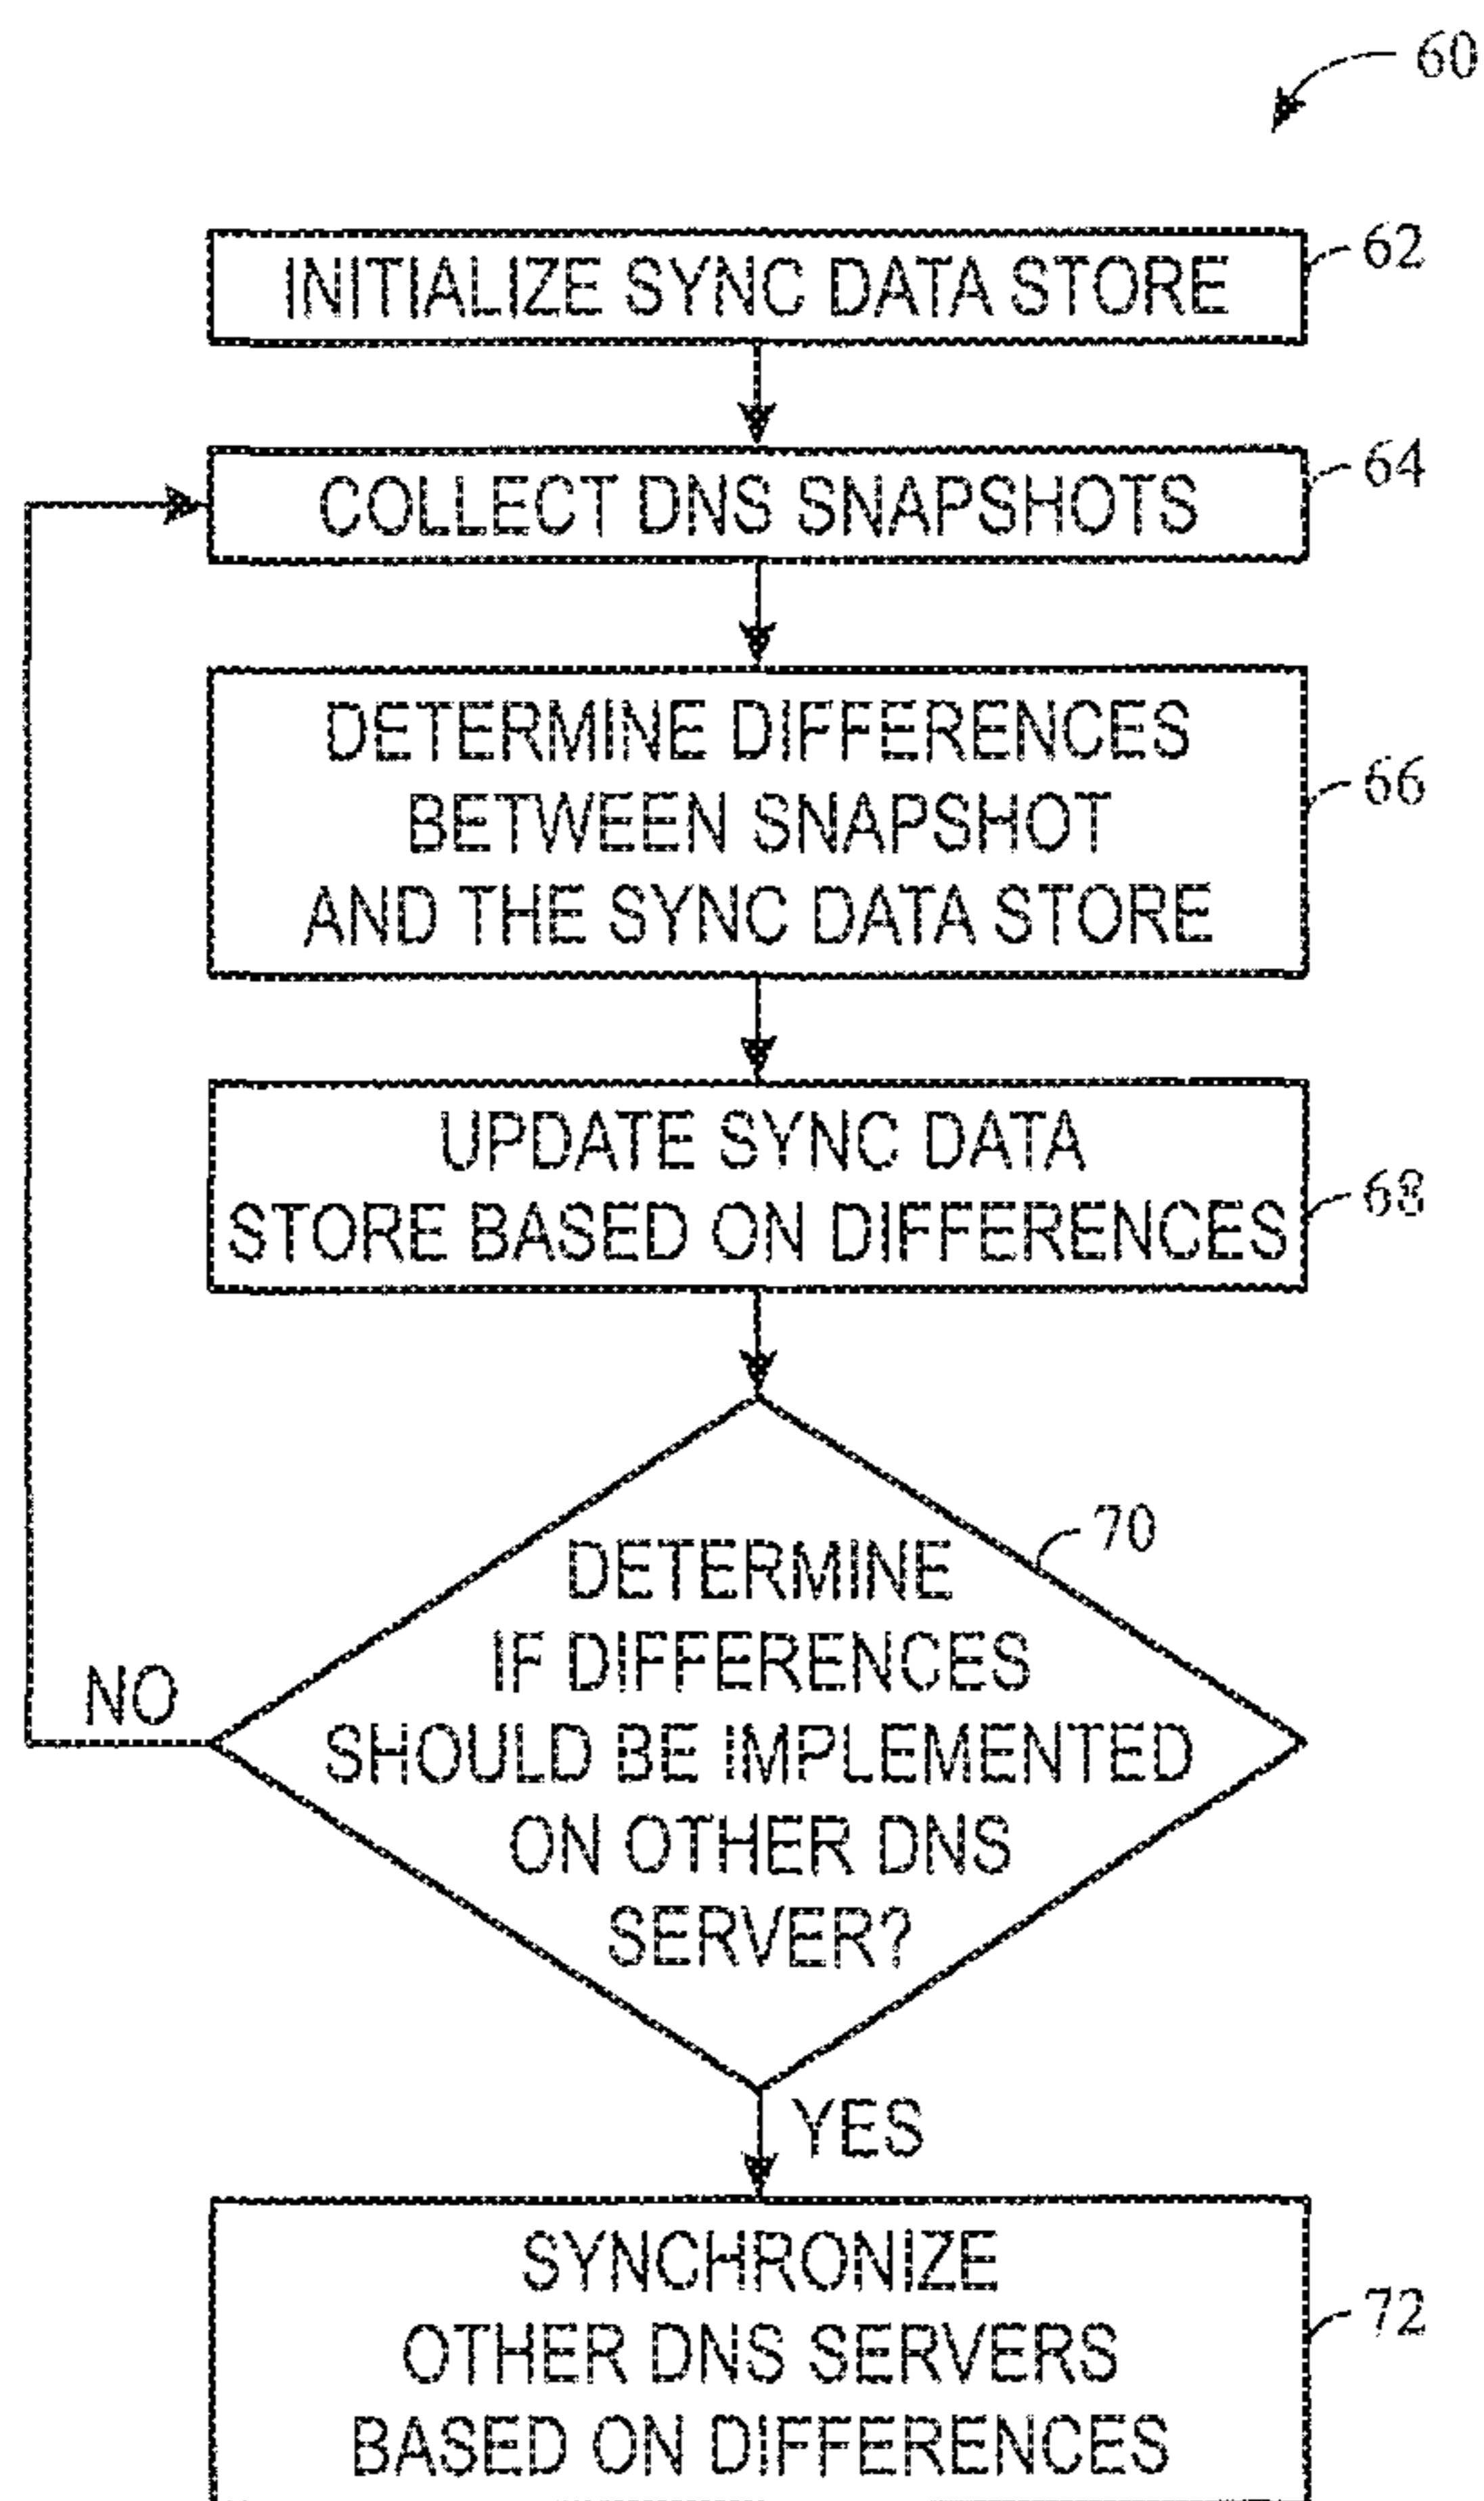 60
INITIALIZE SYNC DATA STORE
62
COLLECT DNS SNAPSHOTS
64
DETERMINE DIFFERENCES
BETWEEN SNAPSHOT
AND THE SYNC DATA STORE
66
UPDATE SYNC DATA
STORE BASED ON DIFFERENCES
68
DETERMINE
IF DIFFERENCES
SHOULD BE IMPLEMENTED
ON OTHER DNS
SERVER?
70
NO
YES
SYNCHRONIZE
OTHER DNS SERVERS
BASED ON DIFFERENCES
72